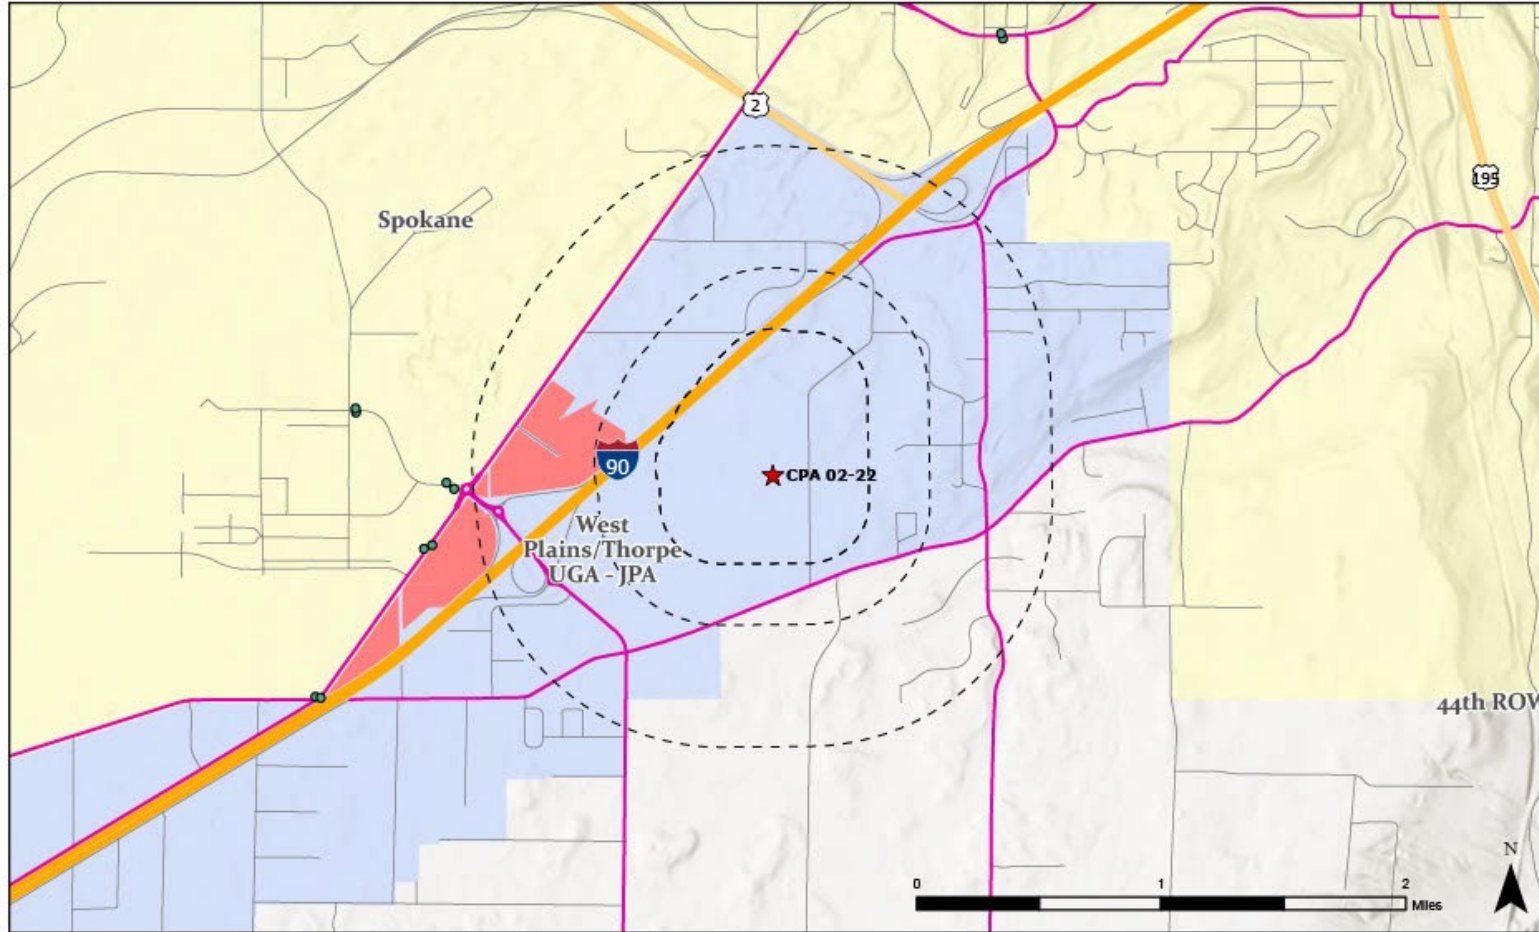 2
195
Spokane
90
CPA 02-22
West
Plains/Thorpe
UGA - JPA
44th ROW
N
0 1 2
Miles